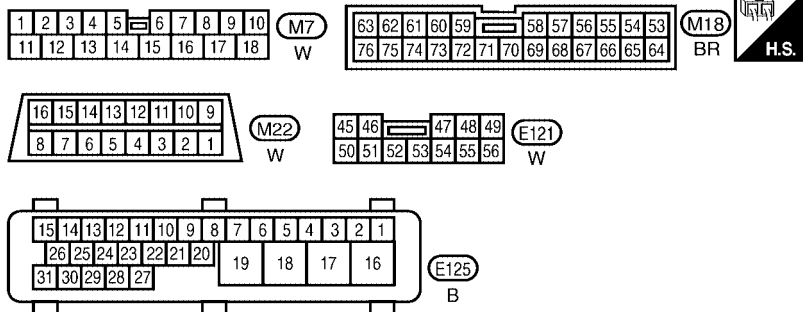 1 2 3 4 5 6 7 8 9 10 M7
11 12 13 14 15 16 17 18 W
63 62 61 60 59 58 57 56 55 54 53 M18
76 75 74 73 72 71 70 69 68 67 66 65 64 BR
H.S.
16 15 14 13 12 11 10 9 M22
8 7 6 5 4 3 2 1 W
45 46 47 48 49 E121
50 51 52 53 54 55 56 W
15 14 13 12 11 10 9 8 7 6 5 4 3 2 1
26 25 24 23 22 21 20 19 18 17 16 E125
31 30 29 28 27 B